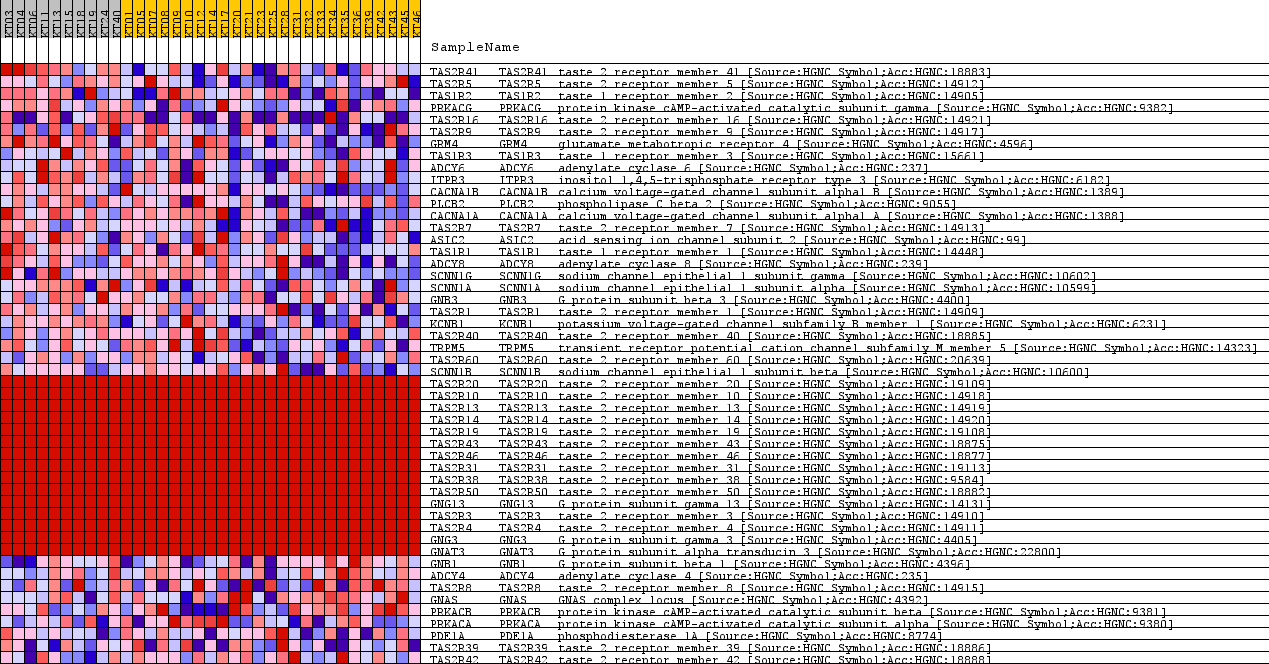 KT03 KT04 KT06 KT11 KT13 KT15 KT18 KT19 KT24 KT40 KT01 KT05 KT07 KT08 KT09 KT10 KT12 KT14 KT17 KT20 KT21 KT23 KT25 KT28 KT31 KT32 KT33 KT34 KT35 KT36 KT39 KT42 KT43 KT45 KT46
SampleName
TAS2R41 TAS2R41 taste 2 receptor member 41 [Source:HGNC Symbol;Acc:HGNC:18883]
TAS2R5 TAS2R5 taste 2 receptor member 5 [Source:HGNC Symbol;Acc:HGNC:14912]
TAS1R2 TAS1R2 taste 1 receptor member 2 [Source:HGNC Symbol;Acc:HGNC:14905]
PRKACG PRKACG protein kinase cAMP-activated catalytic subunit gamma [Source:HGNC Symbol;Acc:HGNC:9382]
TAS2R16 TAS2R16 taste 2 receptor member 16 [Source:HGNC Symbol;Acc:HGNC:14921]
TAS2R9 TAS2R9 taste 2 receptor member 9 [Source:HGNC Symbol;Acc:HGNC:14917]
GRM4 GRM4 glutamate metabotropic receptor 4 [Source:HGNC Symbol;Acc:HGNC:4596]
TAS1R3 TAS1R3 taste 1 receptor member 3 [Source:HGNC Symbol;Acc:HGNC:15661]
ADCY6 ADCY6 adenylate cyclase 6 [Source:HGNC Symbol;Acc:HGNC:237]
ITPR3 ITPR3 inositol 1,4,5-trisphosphate receptor type 3 [Source:HGNC Symbol;Acc:HGNC:6182]
CACNA1B CACNA1B calcium voltage-gated channel subunit alpha1 B [Source:HGNC Symbol;Acc:HGNC:1389]
PLCB2 PLCB2 phospholipase C beta 2 [Source:HGNC Symbol;Acc:HGNC:9055]
CACNA1A CACNA1A calcium voltage-gated channel subunit alpha1 A [Source:HGNC Symbol;Acc:HGNC:1388]
TAS2R7 TAS2R7 taste 2 receptor member 7 [Source:HGNC Symbol;Acc:HGNC:14913]
ASIC2 ASIC2 acid sensing ion channel subunit 2 [Source:HGNC Symbol;Acc:HGNC:99]
TAS1R1 TAS1R1 taste 1 receptor member 1 [Source:HGNC Symbol;Acc:HGNC:14448]
ADCY8 ADCY8 adenylate cyclase 8 [Source:HGNC Symbol;Acc:HGNC:239]
SCNN1G SCNN1G sodium channel epithelial 1 subunit gamma [Source:HGNC Symbol;Acc:HGNC:10602]
SCNN1A SCNN1A sodium channel epithelial 1 subunit alpha [Source:HGNC Symbol;Acc:HGNC:10599]
GNB3 GNB3 G protein subunit beta 3 [Source:HGNC Symbol;Acc:HGNC:4400]
TAS2R1 TAS2R1 taste 2 receptor member 1 [Source:HGNC Symbol;Acc:HGNC:14909]
KCNB1 KCNB1 potassium voltage-gated channel subfamily B member 1 [Source:HGNC Symbol;Acc:HGNC:6231]
TAS2R40 TAS2R40 taste 2 receptor member 40 [Source:HGNC Symbol;Acc:HGNC:18885]
TRPM5 TRPM5 transient receptor potential cation channel subfamily M member 5 [Source:HGNC Symbol;Acc:HGNC:14323]
TAS2R60 TAS2R60 taste 2 receptor member 60 [Source:HGNC Symbol;Acc:HGNC:20639]
SCNN1B SCNN1B sodium channel epithelial 1 subunit beta [Source:HGNC Symbol;Acc:HGNC:10600]
TAS2R20 TAS2R20 taste 2 receptor member 20 [Source:HGNC Symbol;Acc:HGNC:19109]
TAS2R10 TAS2R10 taste 2 receptor member 10 [Source:HGNC Symbol;Acc:HGNC:14918]
TAS2R13 TAS2R13 taste 2 receptor member 13 [Source:HGNC Symbol;Acc:HGNC:14919]
TAS2R14 TAS2R14 taste 2 receptor member 14 [Source:HGNC Symbol;Acc:HGNC:14920]
TAS2R19 TAS2R19 taste 2 receptor member 19 [Source:HGNC Symbol;Acc:HGNC:19108]
TAS2R43 TAS2R43 taste 2 receptor member 43 [Source:HGNC Symbol;Acc:HGNC:18875]
TAS2R46 TAS2R46 taste 2 receptor member 46 [Source:HGNC Symbol;Acc:HGNC:18877]
TAS2R31 TAS2R31 taste 2 receptor member 31 [Source:HGNC Symbol;Acc:HGNC:19113]
TAS2R38 TAS2R38 taste 2 receptor member 38 [Source:HGNC Symbol;Acc:HGNC:9584]
TAS2R50 TAS2R50 taste 2 receptor member 50 [Source:HGNC Symbol;Acc:HGNC:18882]
GNG13 GNG13 G protein subunit gamma 13 [Source:HGNC Symbol;Acc:HGNC:14131]
TAS2R3 TAS2R3 taste 2 receptor member 3 [Source:HGNC Symbol;Acc:HGNC:14910]
TAS2R4 TAS2R4 taste 2 receptor member 4 [Source:HGNC Symbol;Acc:HGNC:14911]
GNG3 GNG3 G protein subunit gamma 3 [Source:HGNC Symbol;Acc:HGNC:4405]
GNAT3 GNAT3 G protein subunit alpha transducin 3 [Source:HGNC Symbol;Acc:HGNC:22800]
GNB1 GNB1 G protein subunit beta 1 [Source:HGNC Symbol;Acc:HGNC:4396]
ADCY4 ADCY4 adenylate cyclase 4 [Source:HGNC Symbol;Acc:HGNC:235]
TAS2R8 TAS2R8 taste 2 receptor member 8 [Source:HGNC Symbol;Acc:HGNC:14915]
GNAS GNAS GNAS complex locus [Source:HGNC Symbol;Acc:HGNC:4392]
PRKACB PRKACB protein kinase cAMP-activated catalytic subunit beta [Source:HGNC Symbol;Acc:HGNC:9381]
PRKACA PRKACA protein kinase cAMP-activated catalytic subunit alpha [Source:HGNC Symbol;Acc:HGNC:9380]
PDE1A PDE1A phosphodiesterase 1A [Source:HGNC Symbol;Acc:HGNC:8774]
TAS2R39 TAS2R39 taste 2 receptor member 39 [Source:HGNC Symbol;Acc:HGNC:18886]
TAS2R42 TAS2R42 taste 2 receptor member 42 [Source:HGNC Symbol;Acc:HGNC:18888]